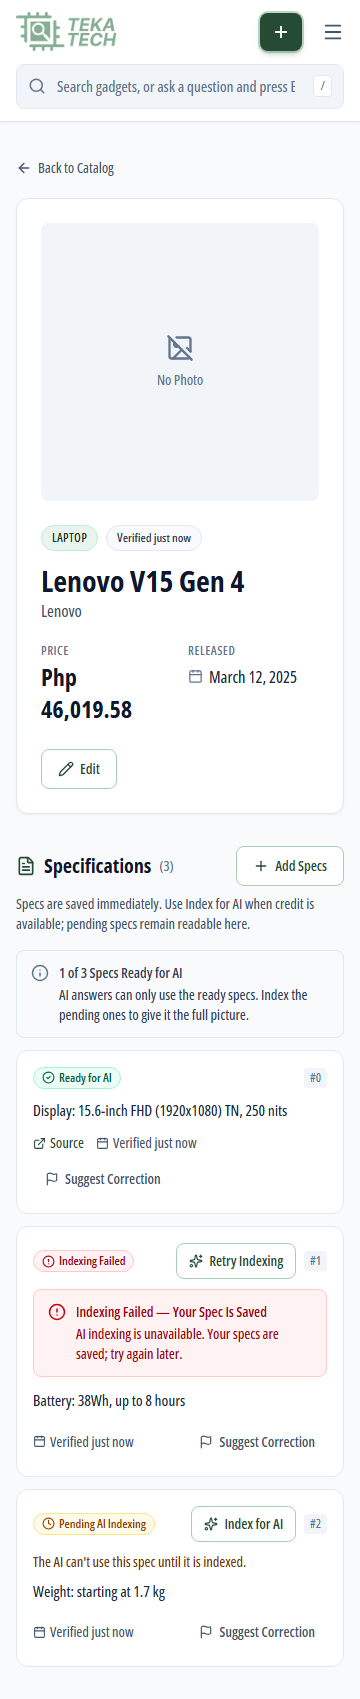 TEKA
TECH
Search gadgets, or ask a question and press E
/
Back to Catalog
No Photo
LAPTOP
Verified just now
Lenovo V15 Gen 4
Lenovo
PRICE
RELEASED
Php
46,019.58
March 12, 2025
Edit
Specifications (3)
Add Specs
Specs are saved immediately. Use Index for AI when credit is
available; pending specs remain readable here.
1 of 3 Specs Ready for AI
AI answers can only use the ready specs. Index the
pending ones to give it the full picture.
Ready for AI
#0
Display: 15.6-inch FHD (1920x1080) TN, 250 nits
Source
Verified just now
Suggest Correction
Indexing Failed
Retry Indexing
#1
Indexing Failed — Your Spec Is Saved
AI indexing is unavailable. Your specs are
saved; try again later.
Battery: 38Wh, up to 8 hours
Verified just now
Suggest Correction
Pending AI Indexing
Index for AI
#2
The AI can't use this spec until it is indexed.
Weight: starting at 1.7 kg
Verified just now
Suggest Correction